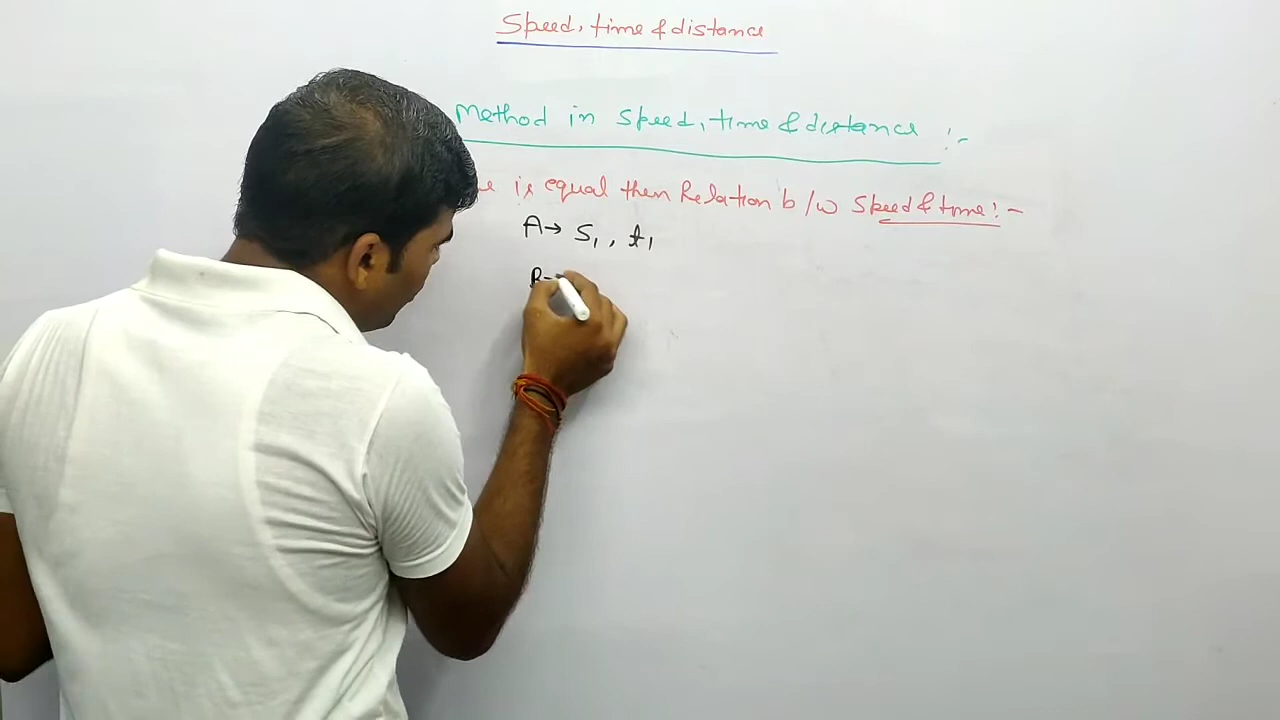 Speed, time & distance
Method in Speed, time & distance :-
is equal then Relation b/w Speed & time :-
A→ S₁, t₁
B-